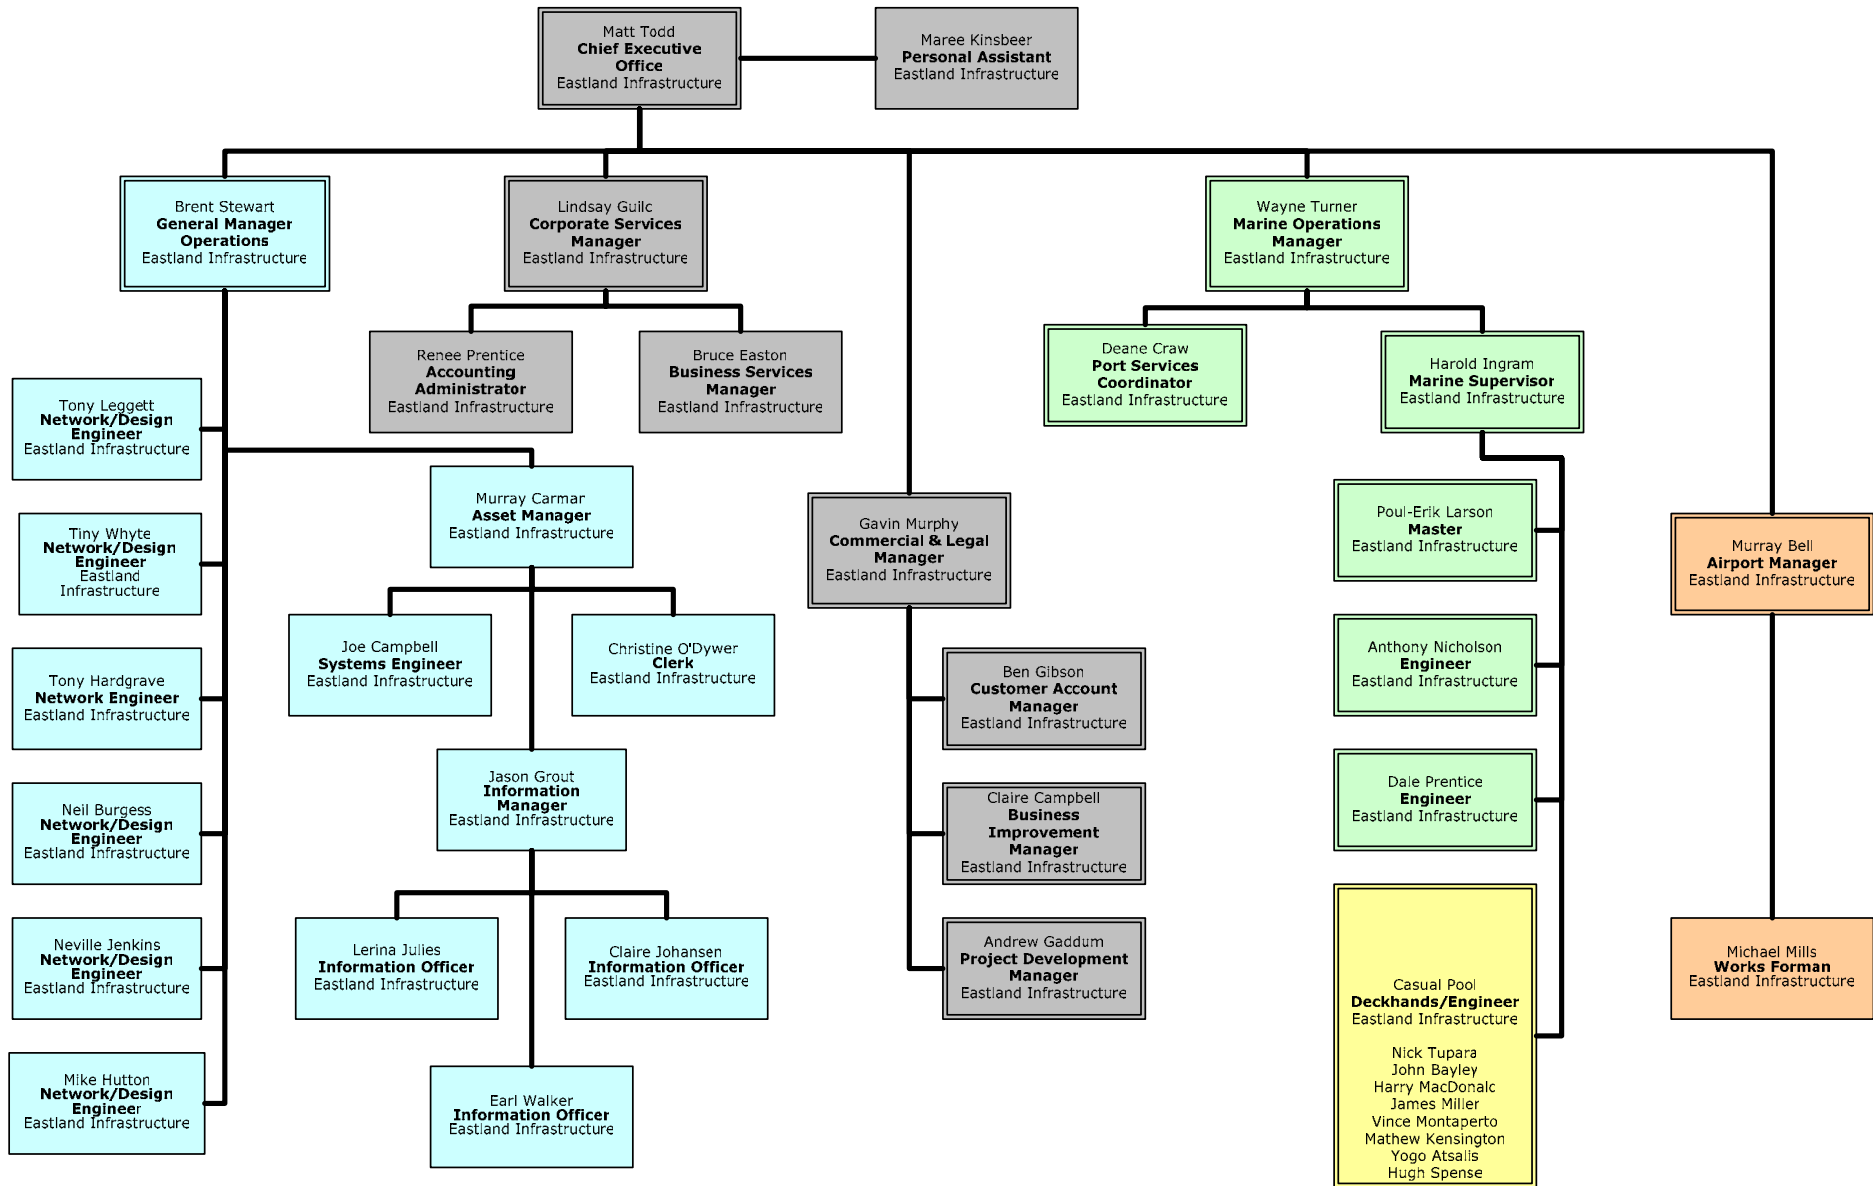 Matt Todd
Chief Executive
Office
Eastland Infrastructure
Maree Kinsbeer
Personal Assistant
Eastland Infrastructure
Brent Stewart
General Manager
Operations
Eastland Infrastructure
Lindsay Guilc
Corporate Services
Manager
Eastland Infrastructure
Wayne Turner
Marine Operations
Manager
Eastland Infrastructure
Renee Prentice
Accounting
Administrator
Eastland Infrastructure
Bruce Easton
Business Services
Manager
Eastland Infrastructure
Deane Craw
Port Services
Coordinator
Eastland Infrastructure
Harold Ingram
Marine Supervisor
Eastland Infrastructure
Tony Leggett
Network/Design
Engineer
Eastland Infrastructure
Murray Carmar
Asset Manager
Eastland Infrastructure
Gavin Murphy
Commercial & Legal
Manager
Eastland Infrastructure
Poul-Erik Larson
Master
Eastland Infrastructure
Murray Bell
Airport Manager
Eastland Infrastructure
Tiny Whyte
Network/Design
Engineer
Eastland
Infrastructure
Joe Campbell
Systems Engineer
Eastland Infrastructure
Christine O'Dywer
Clerk
Eastland Infrastructure
Ben Gibson
Customer Account
Manager
Eastland Infrastructure
Anthony Nicholson
Engineer
Eastland Infrastructure
Tony Hardgrave
Network Engineer
Eastland Infrastructure
Jason Grout
Information
Manager
Eastland Infrastructure
Claire Campbell
Business
Improvement
Manager
Eastland Infrastructure
Dale Prentice
Engineer
Eastland Infrastructure
Neil Burgess
Network/Design
Engineer
Eastland Infrastructure
Neville Jenkins
Network/Design
Engineer
Eastland Infrastructure
Lerina Julies
Information Officer
Eastland Infrastructure
Claire Johansen
Information Officer
Eastland Infrastructure
Andrew Gaddum
Project Development
Manager
Eastland Infrastructure
Casual Pool
Deckhands/Engineer
Eastland Infrastructure
Nick Tupara
John Bayley
Harry MacDonalc
James Miller
Vince Montaperto
Mathew Kensington
Yogo Atsalis
Hugh Spense
Michael Mills
Works Forman
Eastland Infrastructure
Mike Hutton
Network/Design
Engineer
Eastland Infrastructure
Earl Walker
Information Officer
Eastland Infrastructure